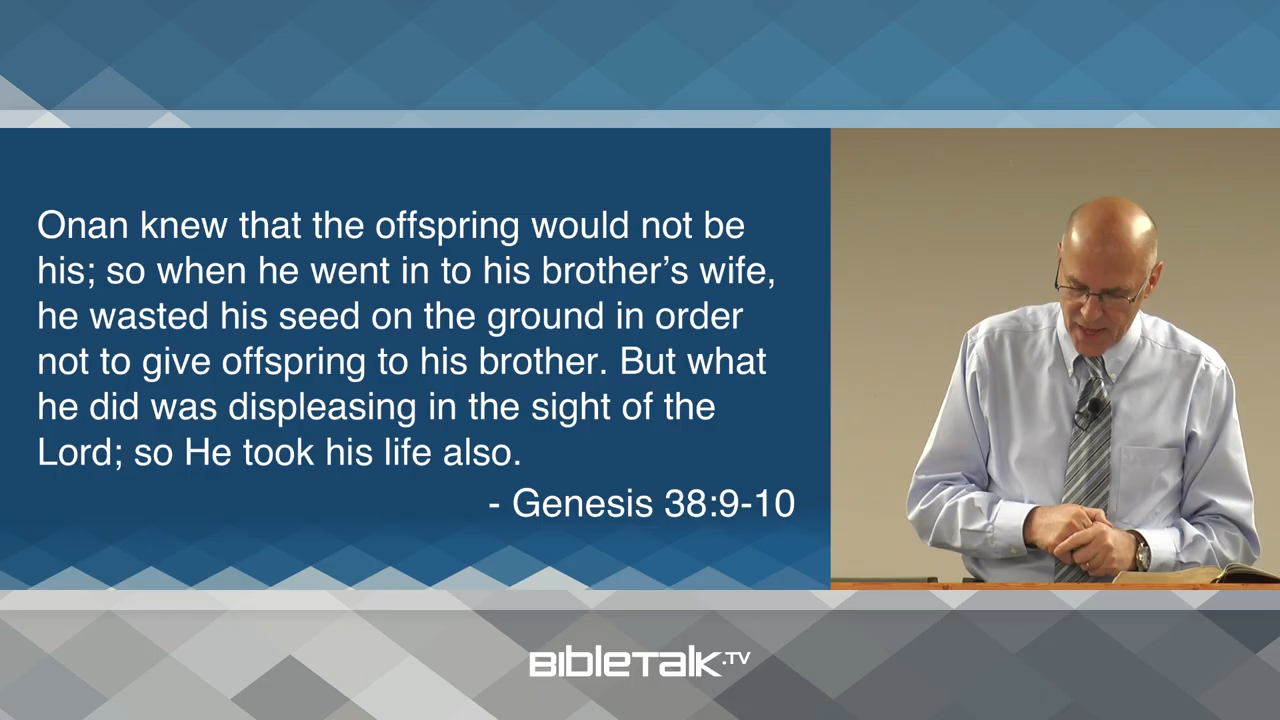 Onan knew that the offspring would not be
his; so when he went in to his brother’s wife,
he wasted his seed on the ground in order
not to give offspring to his brother. But what
he did was displeasing in the sight of the
Lord; so He took his life also.
- Genesis 38:9-10
BibleTalk.TV